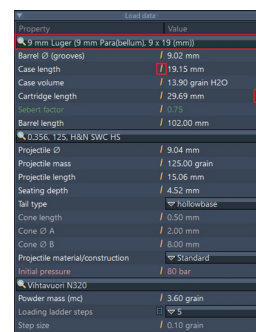 Load data
Property Value
9 mm Luger (9 mm Para(bellum), 9 x 19 (mm))
Barrel Ø (grooves) 9.02 mm
Case length 19.15 mm
Case volume 13.90 grain H2O
Cartridge length 29.69 mm
Sebert factor 0.75
Barrel length 102.00 mm
0.356, 125, H&N SWC HS
Projectile Ø 9.04 mm
Projectile mass 125.00 grain
Projectile length 15.06 mm
Seating depth 4.52 mm
Tail type hollowbase
Cone length 0.50 mm
Cone Ø A 2.00 mm
Cone Ø B 8.00 mm
Projectile material/construction Standard
Initial pressure 80 bar
Vihtavuori N320
Powder mass (mc) 3.60 grain
Loading ladder steps 5
Step size 0.10 grain